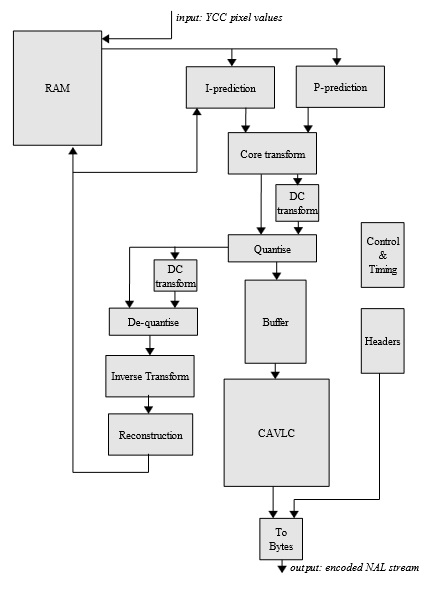 input: YCC pixel values
RAM
I-prediction
P-prediction
Core transform
DC
transform
Quantise
Control
&
Timing
DC
transform
De-quantise
Buffer
Headers
Inverse Transform
Reconstruction
CAVLC
To
Bytes
output: encoded NAL stream